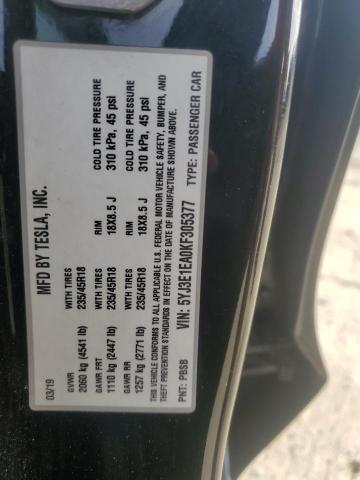 MFD BY TESLA, INC.
03/19
GVWR WITH TIRES RIM COLD TIRE PRESSURE
2060 kg (4541 lb) 235/45R18 18X8.5 J 310 kPa, 45 psi
GAWR FRT WITH TIRES RIM COLD TIRE PRESSURE
1110 kg (2447 lb) 235/45R18 18X8.5 J 310 kPa, 45 psi
GAWR RR
1257 kg (2771 lb)
THIS VEHICLE CONFORMS TO ALL APPLICABLE U.S. FEDERAL MOTOR VEHICLE SAFETY, BUMPER, AND
THEFT PREVENTION STANDARDS IN EFFECT ON THE DATE OF MANUFACTURE SHOWN ABOVE.
VIN: 5YJ3E1EA0KF305377
PNT: PBSB TYPE: PASSENGER CAR